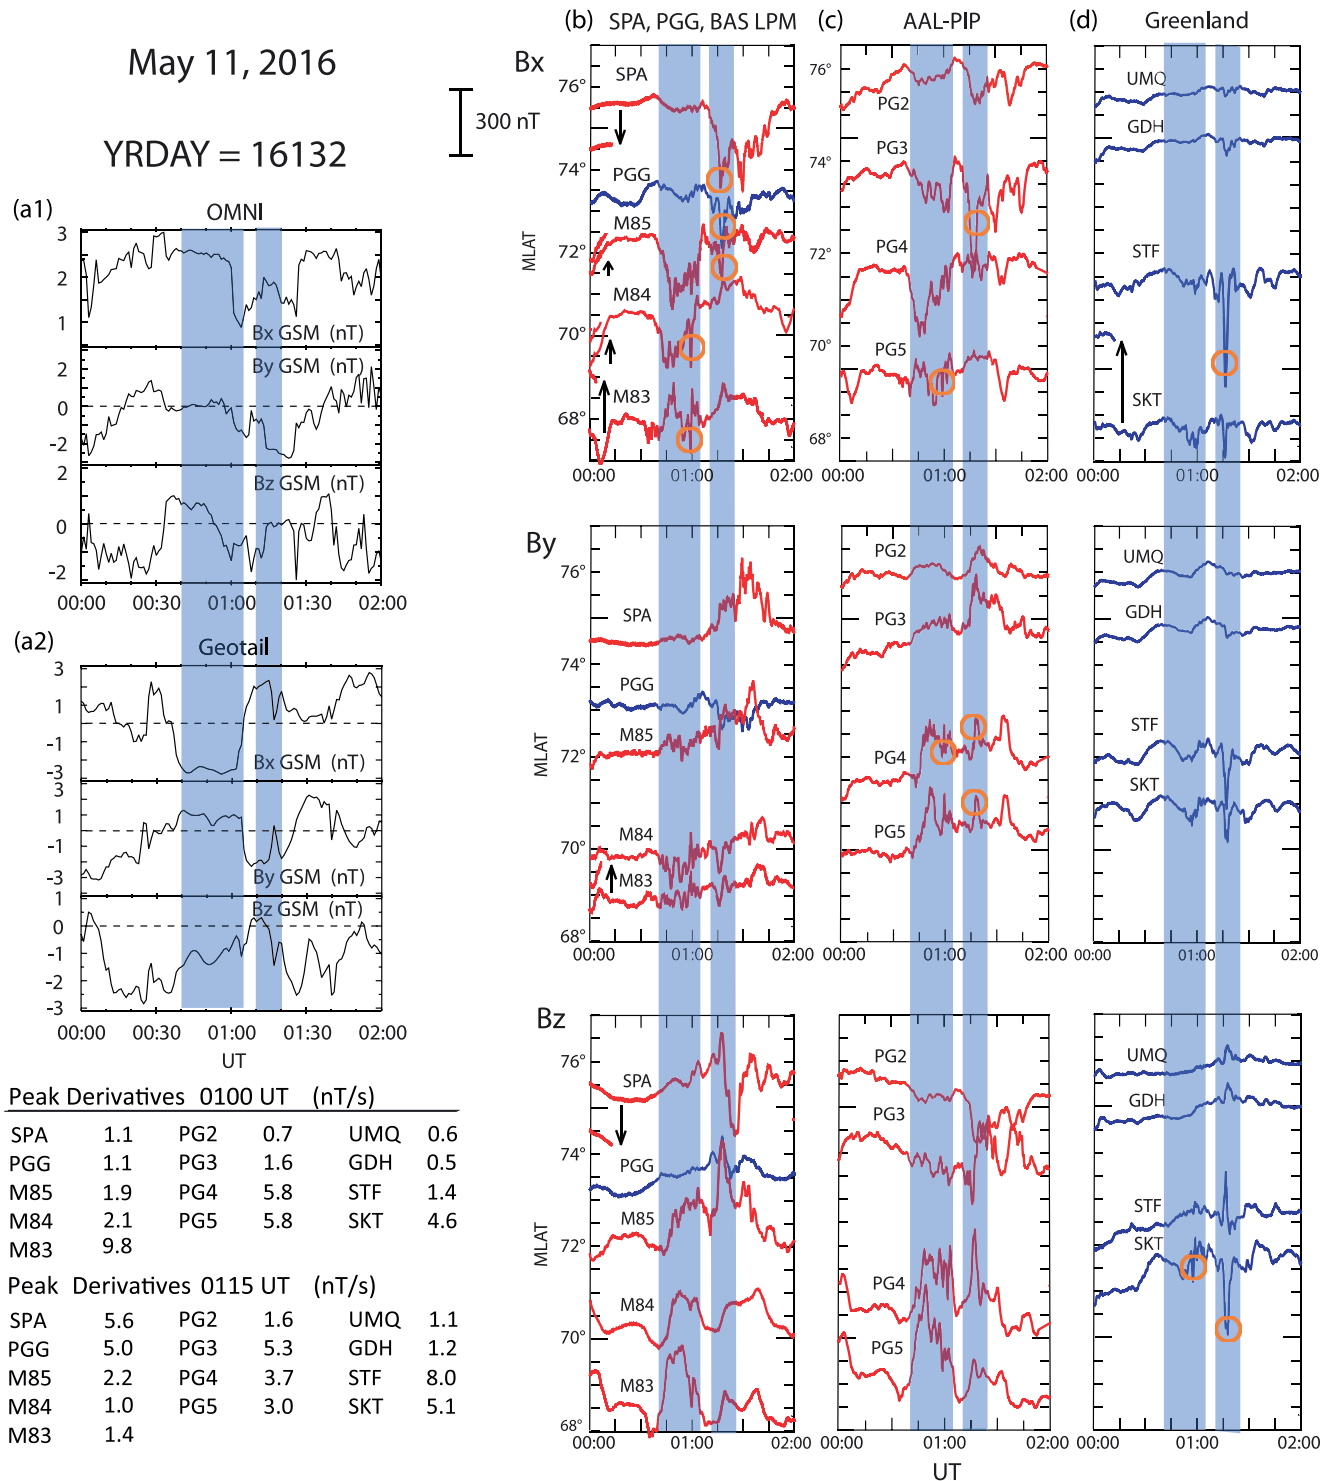 May 11, 2016
YRDAY = 16132
300 nT
(a1)
OMNI
3
2
1
Bx GSM (nT)
2
0
-2
By GSM (nT)
2
0
-2
Bz GSM (nT)
00:00 00:30 01:00 01:30 02:00
(a2)
Geotail
3
1
-1
-3
Bx GSM (nT)
3
1
-1
-3
By GSM (nT)
1
0
-1
-2
-3
Bz GSM (nT)
00:00 00:30 01:00 01:30 02:00
UT
Peak Derivatives 0100 UT (nT/s)
SPA 1.1 PG2 0.7 UMQ 0.6
PGG 1.1 PG3 1.6 GDH 0.5
M85 1.9 PG4 5.8 STF 1.4
M84 2.1 PG5 5.8 SKT 4.6
M83 9.8
Peak Derivatives 0115 UT (nT/s)
SPA 5.6 PG2 1.6 UMQ 1.1
PGG 5.0 PG3 5.3 GDH 1.2
M85 2.2 PG4 3.7 STF 8.0
M84 1.0 PG5 3.0 SKT 5.1
M83 1.4
(b) SPA, PGG, BAS LPM
Bx
MLAT
76°
74°
72°
70°
68°
SPA
PGG
M85
M84
M83
00:00 01:00 02:00
(c) AAL-PIP
76°
74°
72°
70°
68°
PG2
PG3
PG4
PG5
00:00 01:00 02:00
(d) Greenland
UMQ
GDH
STF
SKT
00:00 01:00 02:00
By
MLAT
76°
74°
72°
70°
68°
SPA
PGG
M85
M84
M83
00:00 01:00 02:00
PG2
PG3
PG4
PG5
00:00 01:00 02:00
UMQ
GDH
STF
SKT
00:00 01:00 02:00
Bz
MLAT
76°
74°
72°
70°
68°
SPA
PGG
M85
M84
M83
00:00 01:00 02:00
PG2
PG3
PG4
PG5
00:00 01:00 02:00
UMQ
GDH
STF
SKT
00:00 01:00 02:00
UT